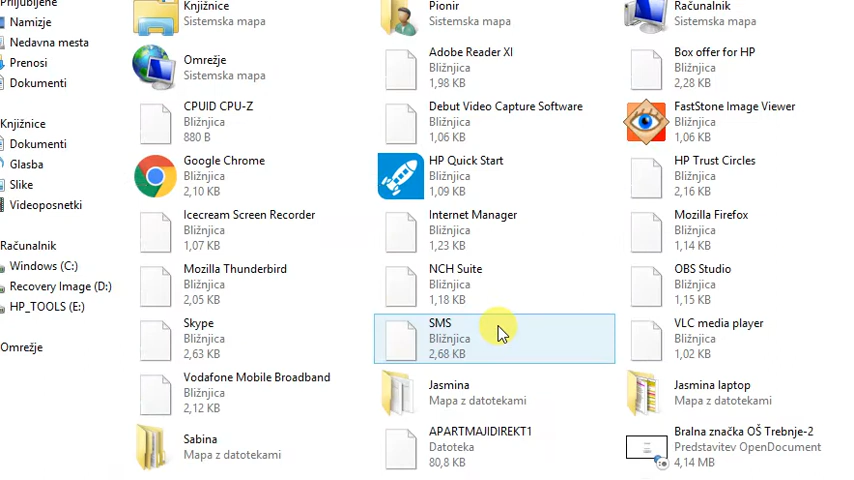 Priljubljene
Namizje
Nedavna mesta
Prenosi
Dokumenti
Knjižnice
Dokumenti
Glasba
Slike
Videoposnetki
Računalnik
Windows (C:)
Recovery Image (D:)
HP_TOOLS (E:)
Omrežje
Knjižnice
Sistemska mapa
Pionir
Sistemska mapa
Računalnik
Sistemska mapa
Omrežje
Sistemska mapa
Adobe Reader XI
Bližnjica
1,98 KB
Box offer for HP
Bližnjica
2,28 KB
CPUID CPU-Z
Bližnjica
880 B
Debut Video Capture Software
Bližnjica
1,06 KB
FastStone Image Viewer
Bližnjica
1,06 KB
Google Chrome
Bližnjica
2,10 KB
HP Quick Start
Bližnjica
1,09 KB
HP Trust Circles
Bližnjica
2,16 KB
Icecream Screen Recorder
Bližnjica
1,07 KB
Internet Manager
Bližnjica
1,23 KB
Mozilla Firefox
Bližnjica
1,14 KB
Mozilla Thunderbird
Bližnjica
2,05 KB
NCH Suite
Bližnjica
1,18 KB
OBS Studio
Bližnjica
1,15 KB
Skype
Bližnjica
2,63 KB
SMS
Bližnjica
2,68 KB
VLC media player
Bližnjica
1,02 KB
Vodafone Mobile Broadband
Bližnjica
2,12 KB
Jasmina
Mapa z datotekami
Jasmina laptop
Mapa z datotekami
Sabina
Mapa z datotekami
APARTMAJIDIREKT1
Datoteka
80,8 KB
Bralna značka OŠ Trebnje-2
Predstavitev OpenDocument
4,14 MB